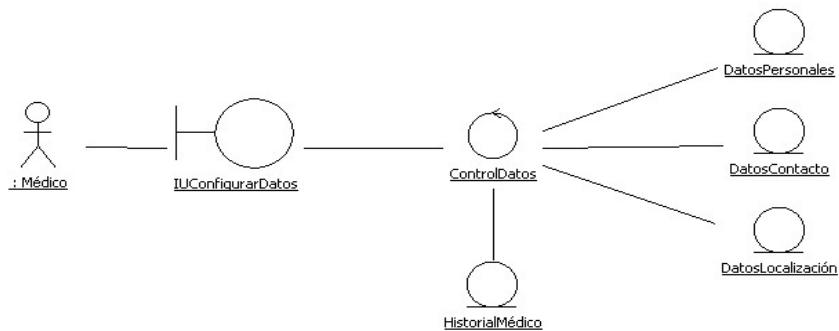 DatosPersonales
: Médico
IUConfigurarDatos
ControlDatos
DatosContacto
DatosLocalización
HistorialMédico